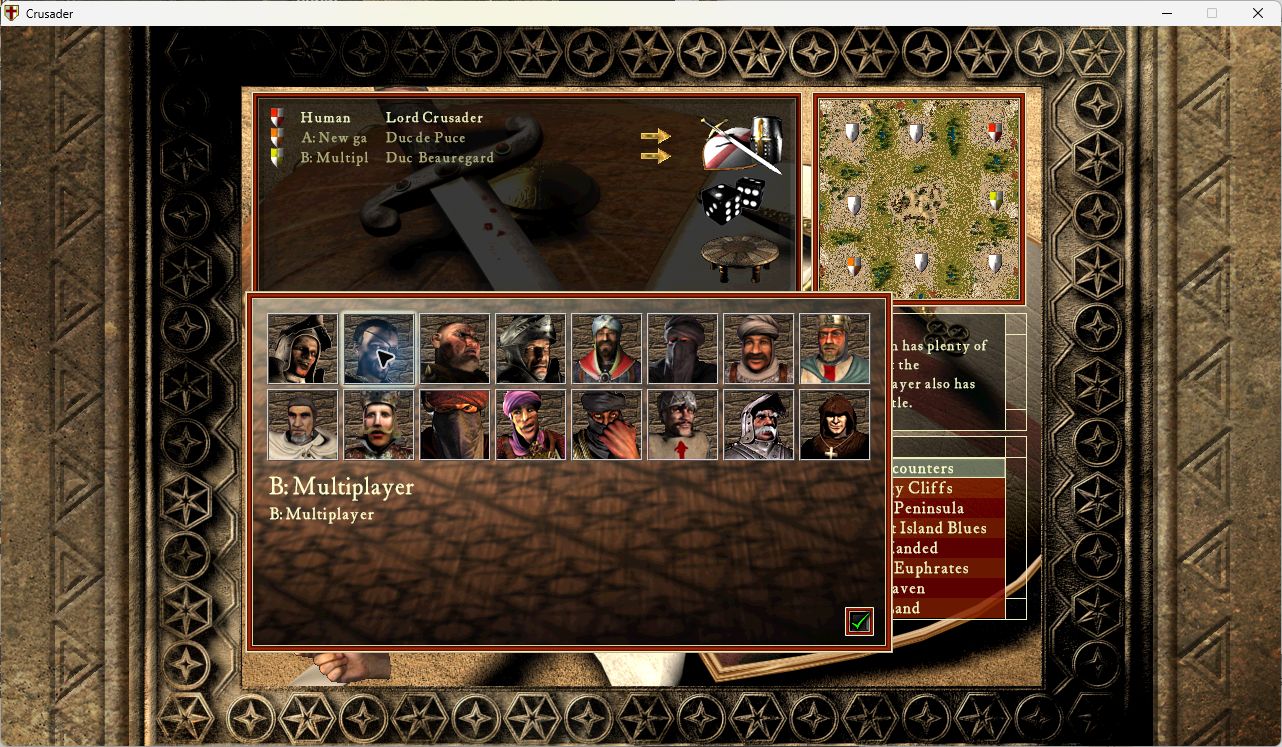 Crusader
Human Lord Crusader
A: New ga Duc de Puce
B: Multipl Duc Beauregard
has plenty of
the
ayer also has
tle.
B: Multiplayer
B: Multiplayer
counters
y Cliffs
Peninsula
t Island Blues
Handed
Euphrates
aven
and